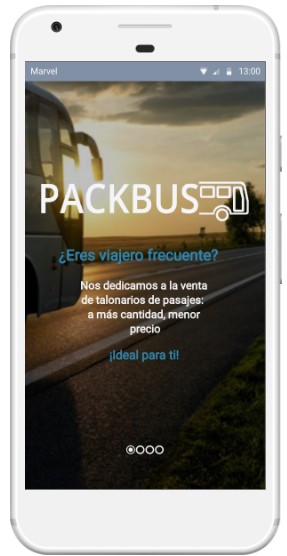 Marvel 13:00
PACKBUS
¿Eres viajero frecuente?
Nos dedicamos a la venta
de talonarios de pasajes:
a más cantidad, menor
precio
¡Ideal para ti!